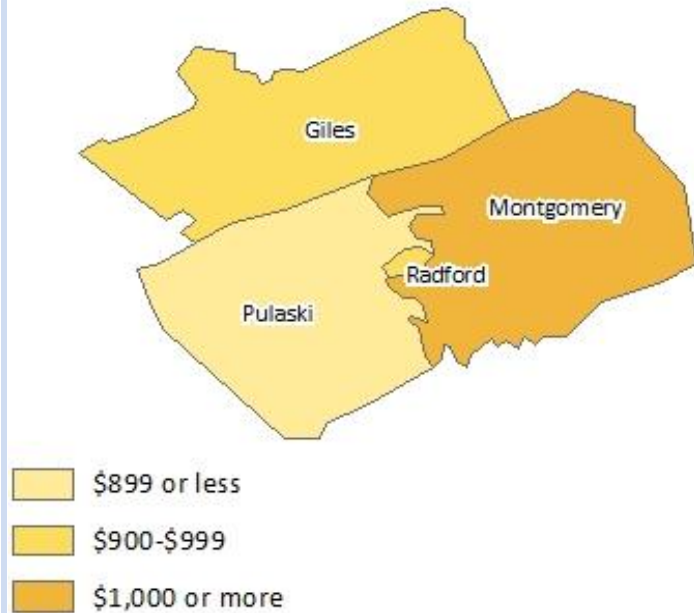 Giles
Montgomery
Radford
Pulaski
$899 or less
$900-$999
$1,000 or more